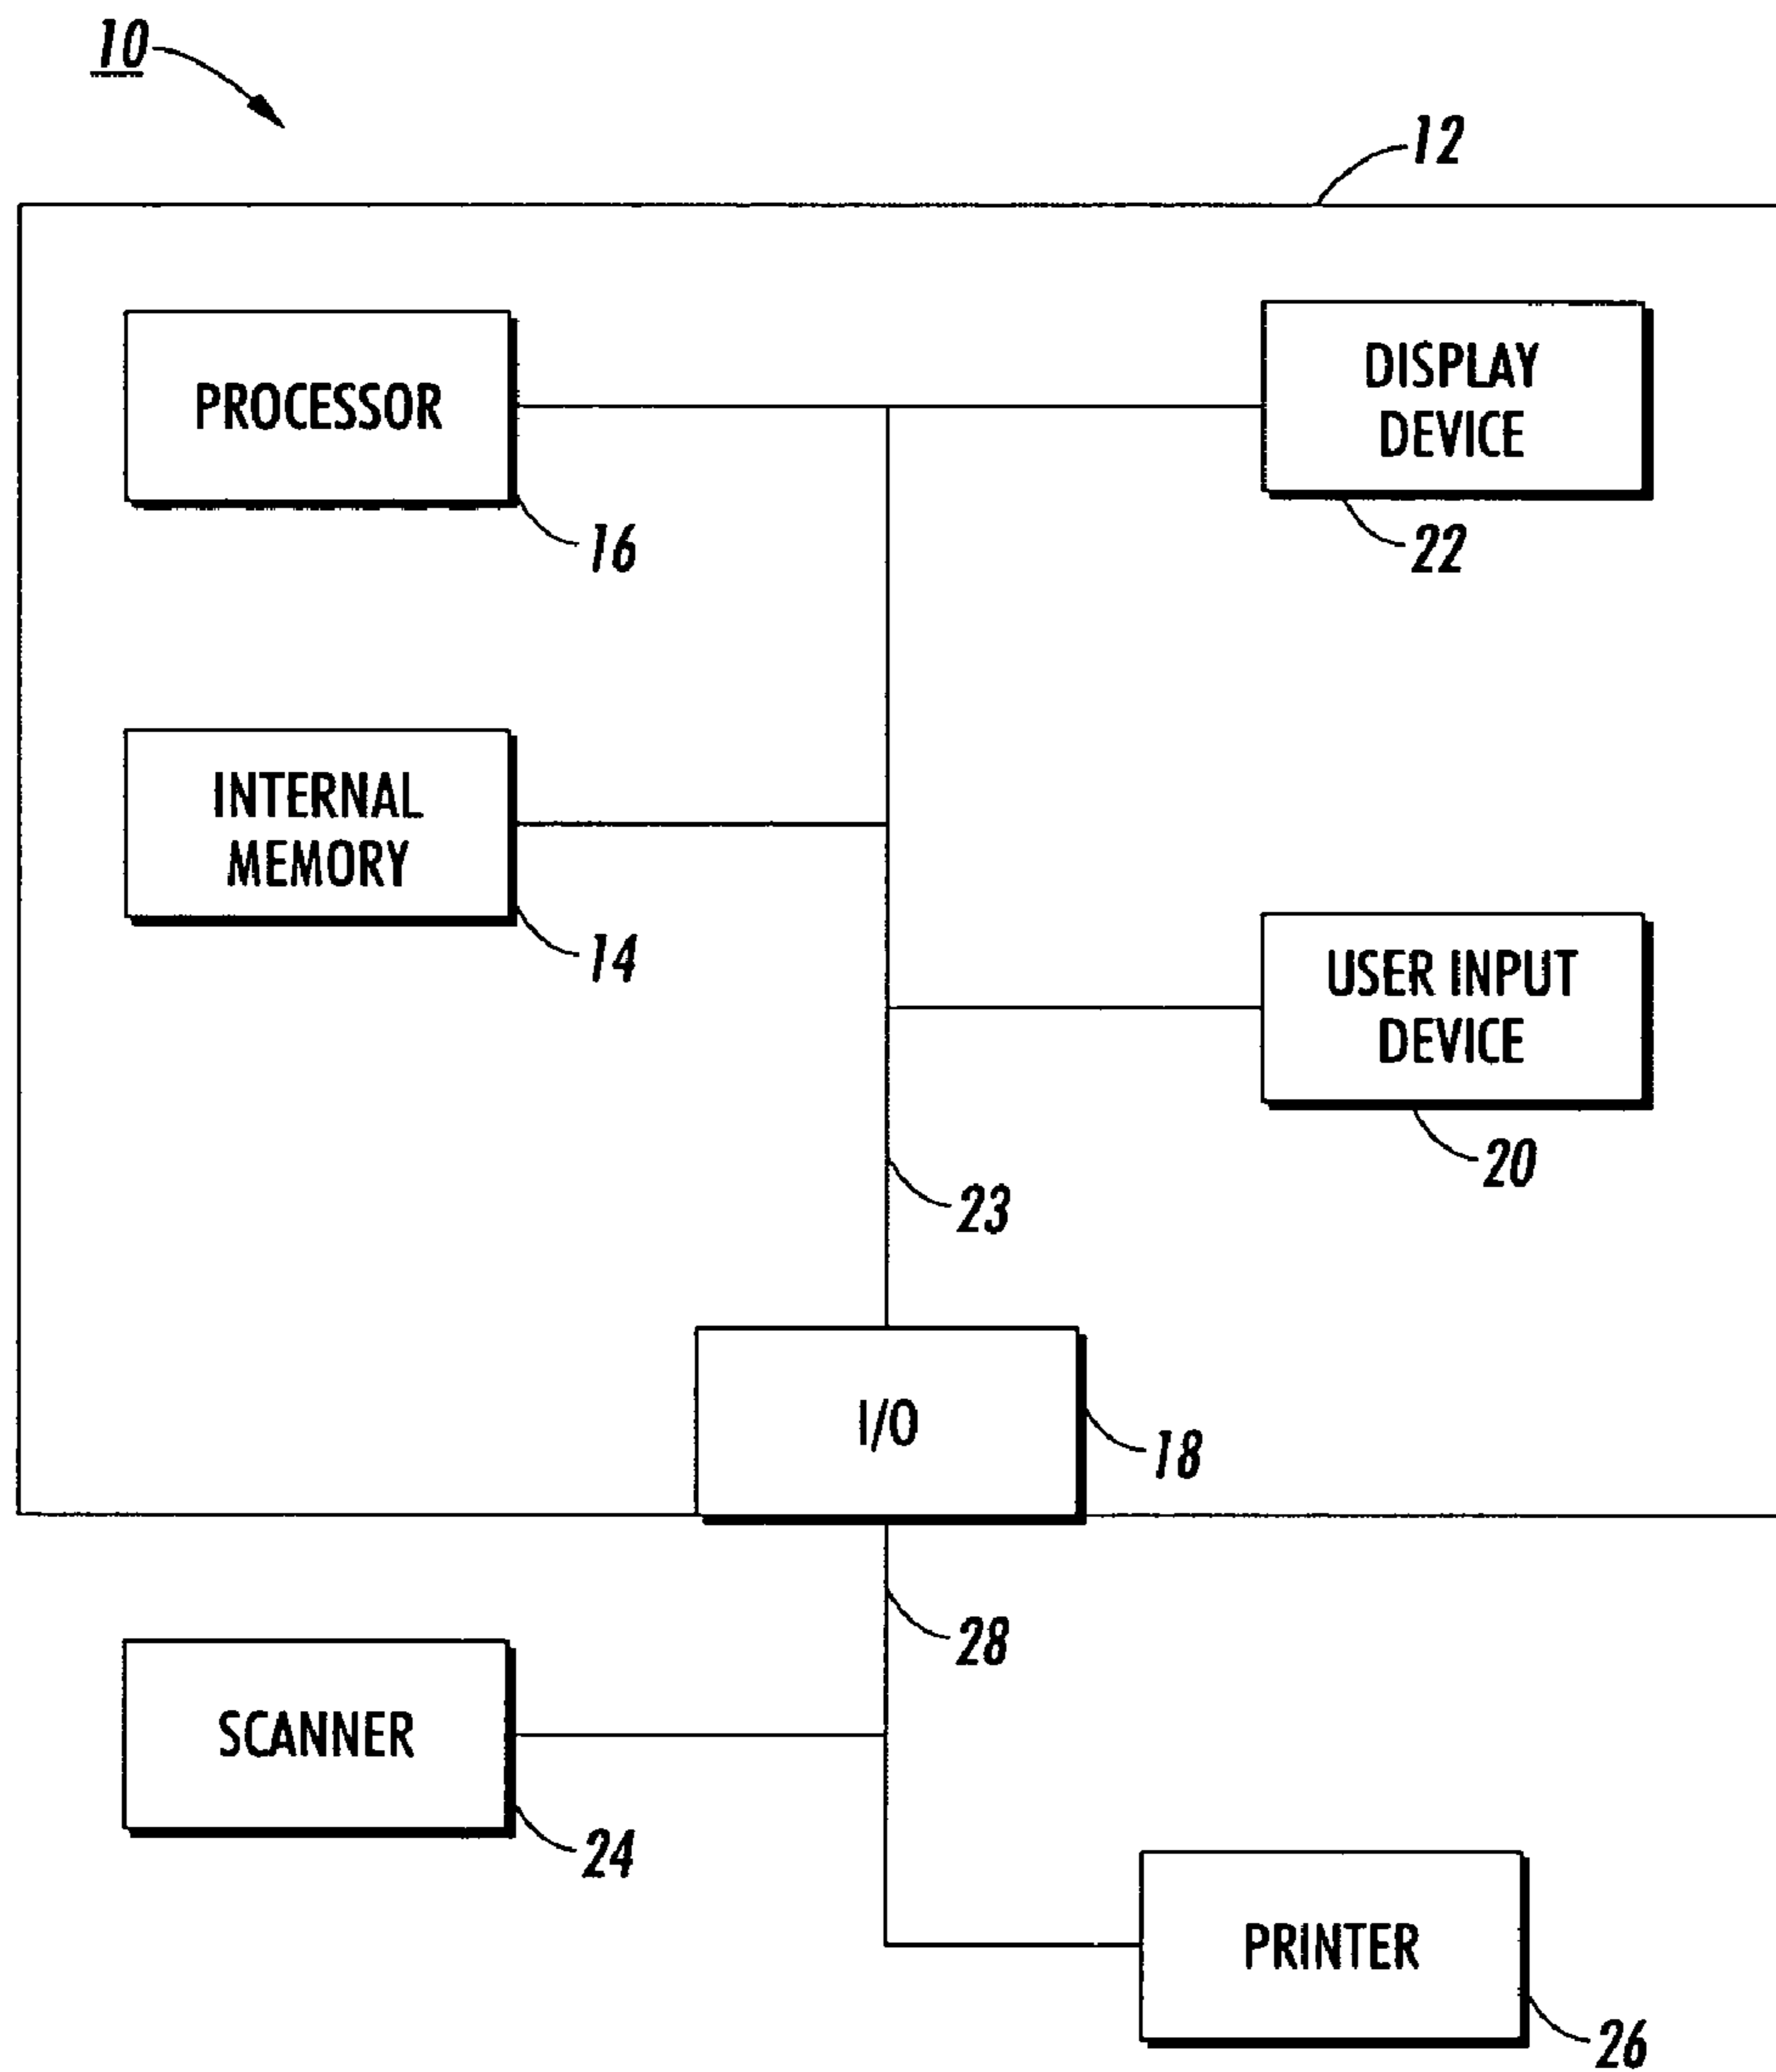 10
12
PROCESSOR
DISPLAY
DEVICE
16
22
INTERNAL
MEMORY
14
USER INPUT
DEVICE
20
23
I/O
18
28
SCANNER
24
PRINTER
26